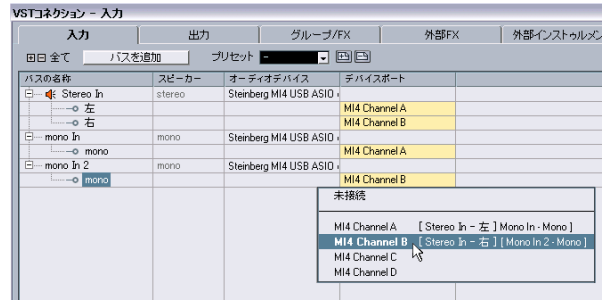 VSTコネクション - 入力
入力 出力 グループ/FX 外部FX 外部インストゥルメン
全て バスを追加 プリセット -
バスの名称 スピーカー オーディオデバイス デバイスポート
Stereo In stereo Steinberg MI4 USB ASIO
左 MI4 Channel A
右 MI4 Channel B
mono In mono Steinberg MI4 USB ASIO
mono MI4 Channel A
mono In 2 mono Steinberg MI4 USB ASIO
mono MI4 Channel B
未接続
MI4 Channel A [ Stereo In - 左 ] Mono In - Mono ]
MI4 Channel B [ Stereo In - 右 ] [ Mono In 2 - Mono ]
MI4 Channel C
MI4 Channel D